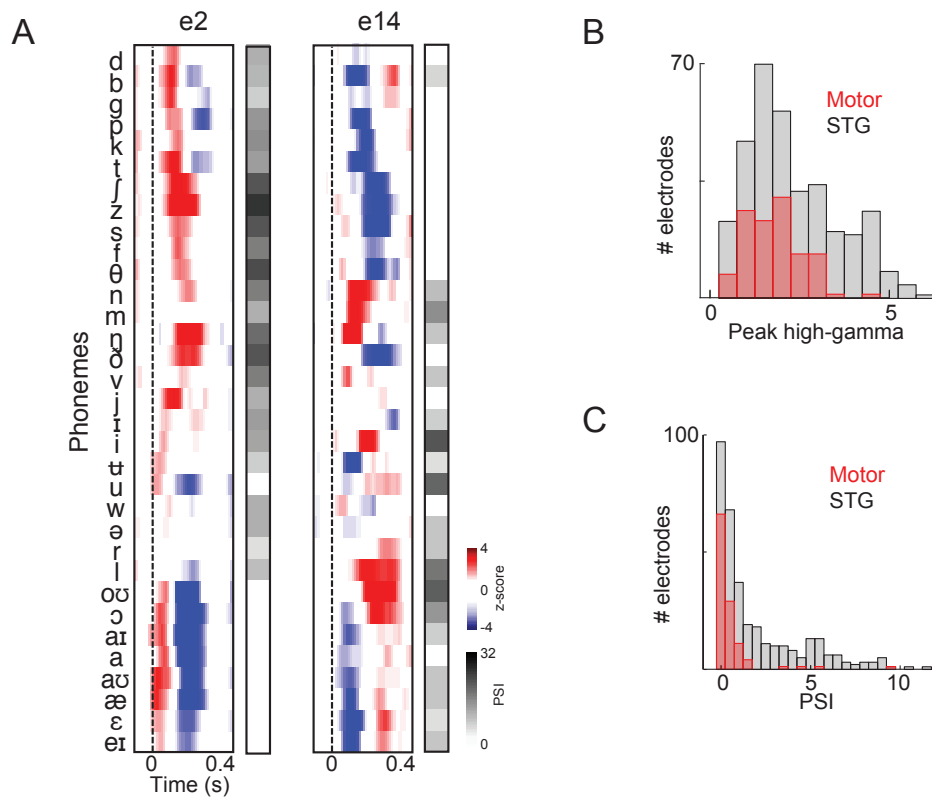 A
e2
e14
Phonemes
d
b
g
p
k
t
ʃ
z
s
f
θ
n
m
ŋ
ð
v
j
ɪ
i
ʉ
u
w
ə
r
l
oʊ
ɔ
aɪ
a
aʊ
æ
ɛ
eɪ
0
0.4
0
0.4
Time (s)
4
0
-4
z-score
32
0
PSI
B
70
# electrodes
Motor
STG
0
5
Peak high-gamma
C
100
# electrodes
Motor
STG
0
5
10
PSI